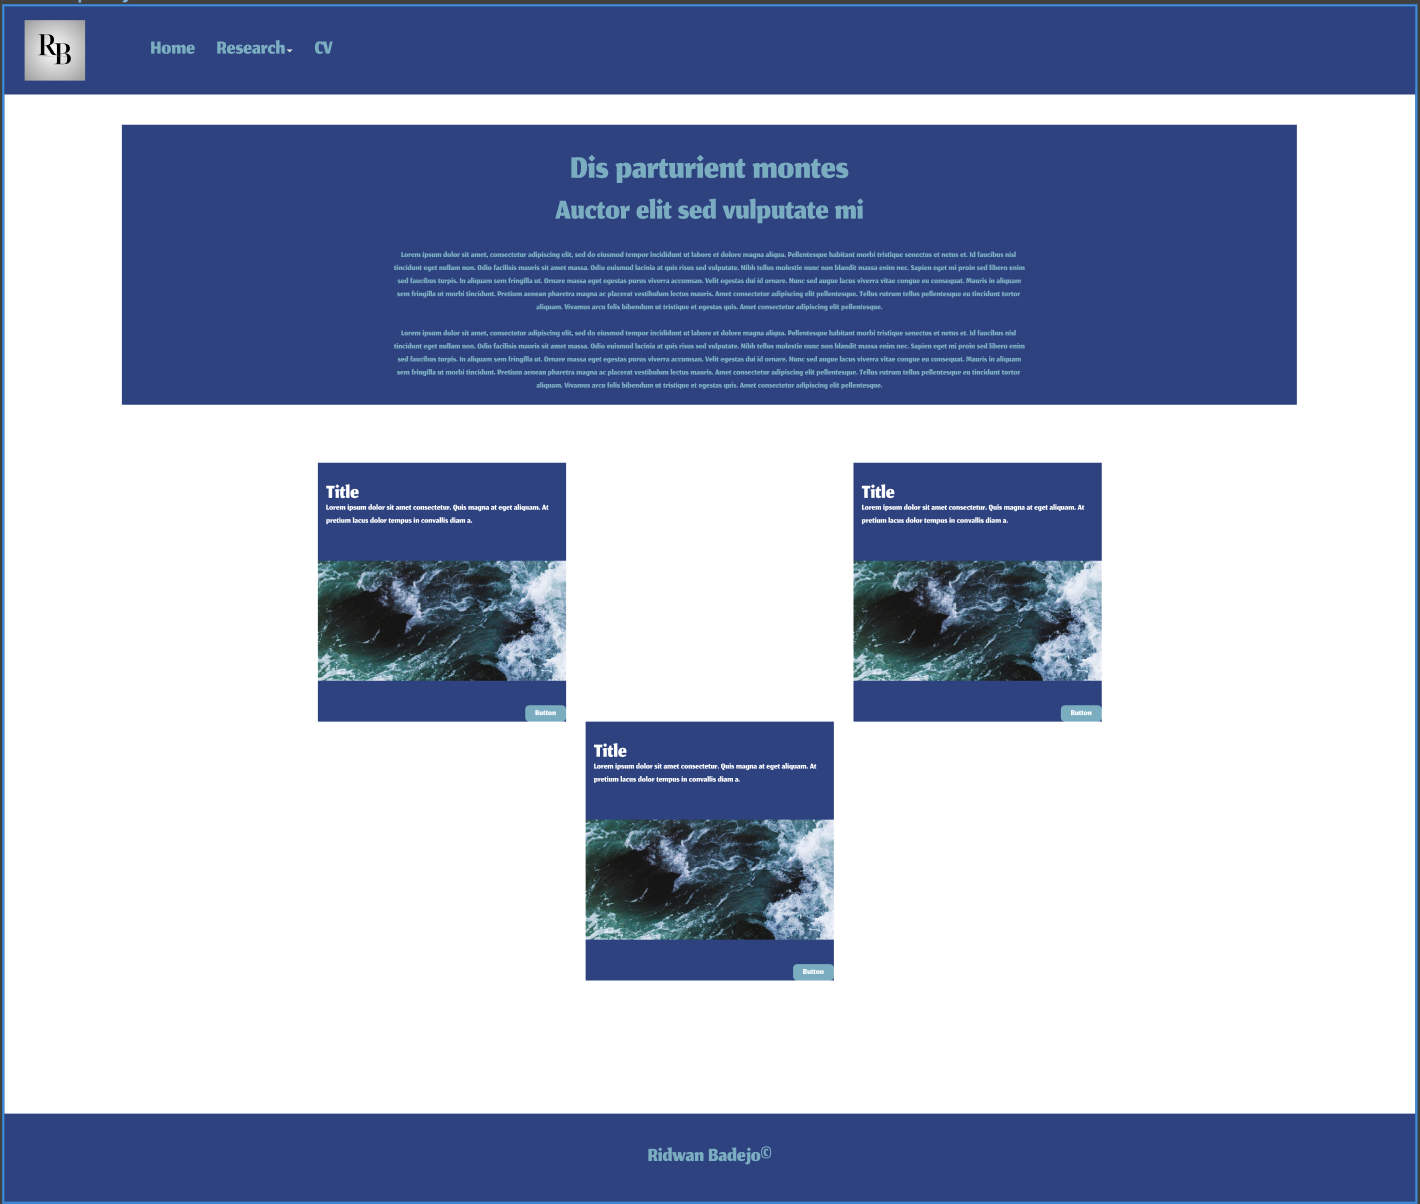 RB
Home Research CV
Dis parturient montes
Auctor elit sed vulputate mi
Lorem ipsum dolor sit amet, consectetur adipiscing elit, sed do eiusmod tempor incididunt ut labore et dolore magna aliqua. Pellentesque habitant morbi tristique senectus et netus et. Id faucibus nisl
tincidunt eget nullam non. Odio facilisis mauris sit amet massa. Odio euismod lacinia at quis risus sed vulputate. Nibh tellus molestie nunc non blandit massa enim nec. Sapien eget mi proin sed libero enim
sed faucibus turpis. In aliquam sem fringilla ut. Ornare massa eget egestas purus viverra accumsan. Velit egestas dui id ornare. Nunc sed augue lacus viverra vitae congue eu consequat. Mauris in aliquam
sem fringilla ut morbi tincidunt. Pretium aenean pharetra magna ac placerat vestibulum lectus mauris. Amet consectetur adipiscing elit pellentesque. Tellus rutrum tellus pellentesque eu tincidunt tortor
aliquam. Vivamus arcu felis bibendum ut tristique et egestas quis. Amet consectetur adipiscing elit pellentesque.
Lorem ipsum dolor sit amet, consectetur adipiscing elit, sed do eiusmod tempor incididunt ut labore et dolore magna aliqua. Pellentesque habitant morbi tristique senectus et netus et. Id faucibus nisl
tincidunt eget nullam non. Odio facilisis mauris sit amet massa. Odio euismod lacinia at quis risus sed vulputate. Nibh tellus molestie nunc non blandit massa enim nec. Sapien eget mi proin sed libero enim
sed faucibus turpis. In aliquam sem fringilla ut. Ornare massa eget egestas purus viverra accumsan. Velit egestas dui id ornare. Nunc sed augue lacus viverra vitae congue eu consequat. Mauris in aliquam
sem fringilla ut morbi tincidunt. Pretium aenean pharetra magna ac placerat vestibulum lectus mauris. Amet consectetur adipiscing elit pellentesque. Tellus rutrum tellus pellentesque eu tincidunt tortor
aliquam. Vivamus arcu felis bibendum ut tristique et egestas quis. Amet consectetur adipiscing elit pellentesque.
Title
Lorem ipsum dolor sit amet consectetur. Quis magna at eget aliquam. At
pretium lacus dolor tempus in convallis diam a.
Button
Title
Lorem ipsum dolor sit amet consectetur. Quis magna at eget aliquam. At
pretium lacus dolor tempus in convallis diam a.
Button
Title
Lorem ipsum dolor sit amet consectetur. Quis magna at eget aliquam. At
pretium lacus dolor tempus in convallis diam a.
Button
Ridwan Badejo©